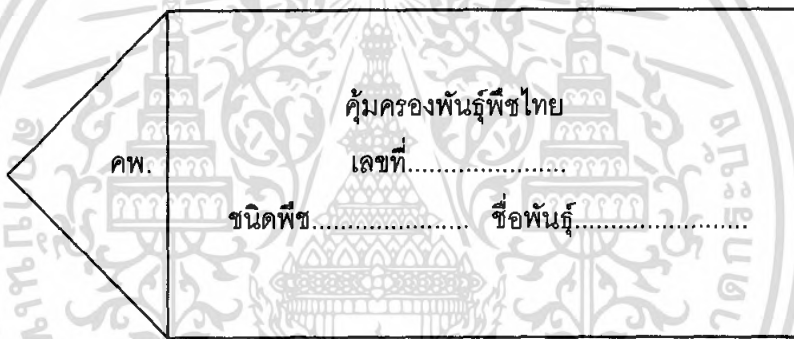 คุ้มครองพันธุ์พืชไทย
คพ. เลขที่......................
ชนิดพืช...................... ชื่อพันธุ์........................